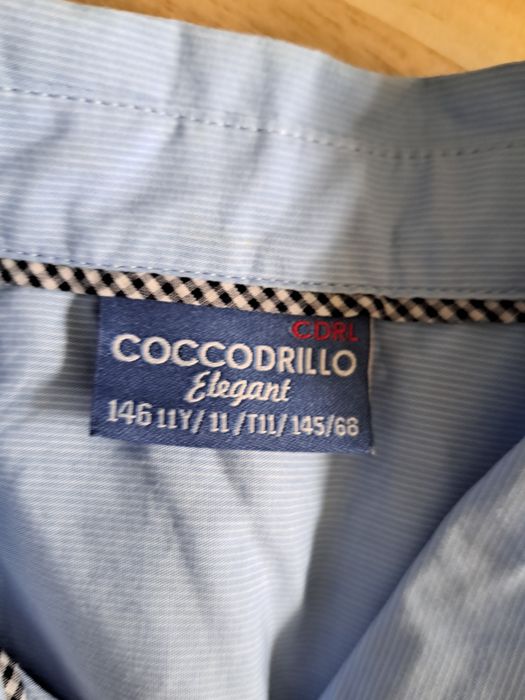 CDRL
COCCODRILLO
Elegant
146 11Y/ 11 /T11/ 145/68